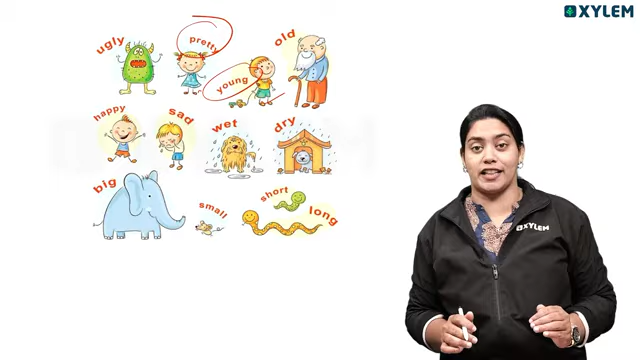 XYLEM
ugly
pretty
young
old
happy
sad
wet
dry
big
small
short
long
XYLEM